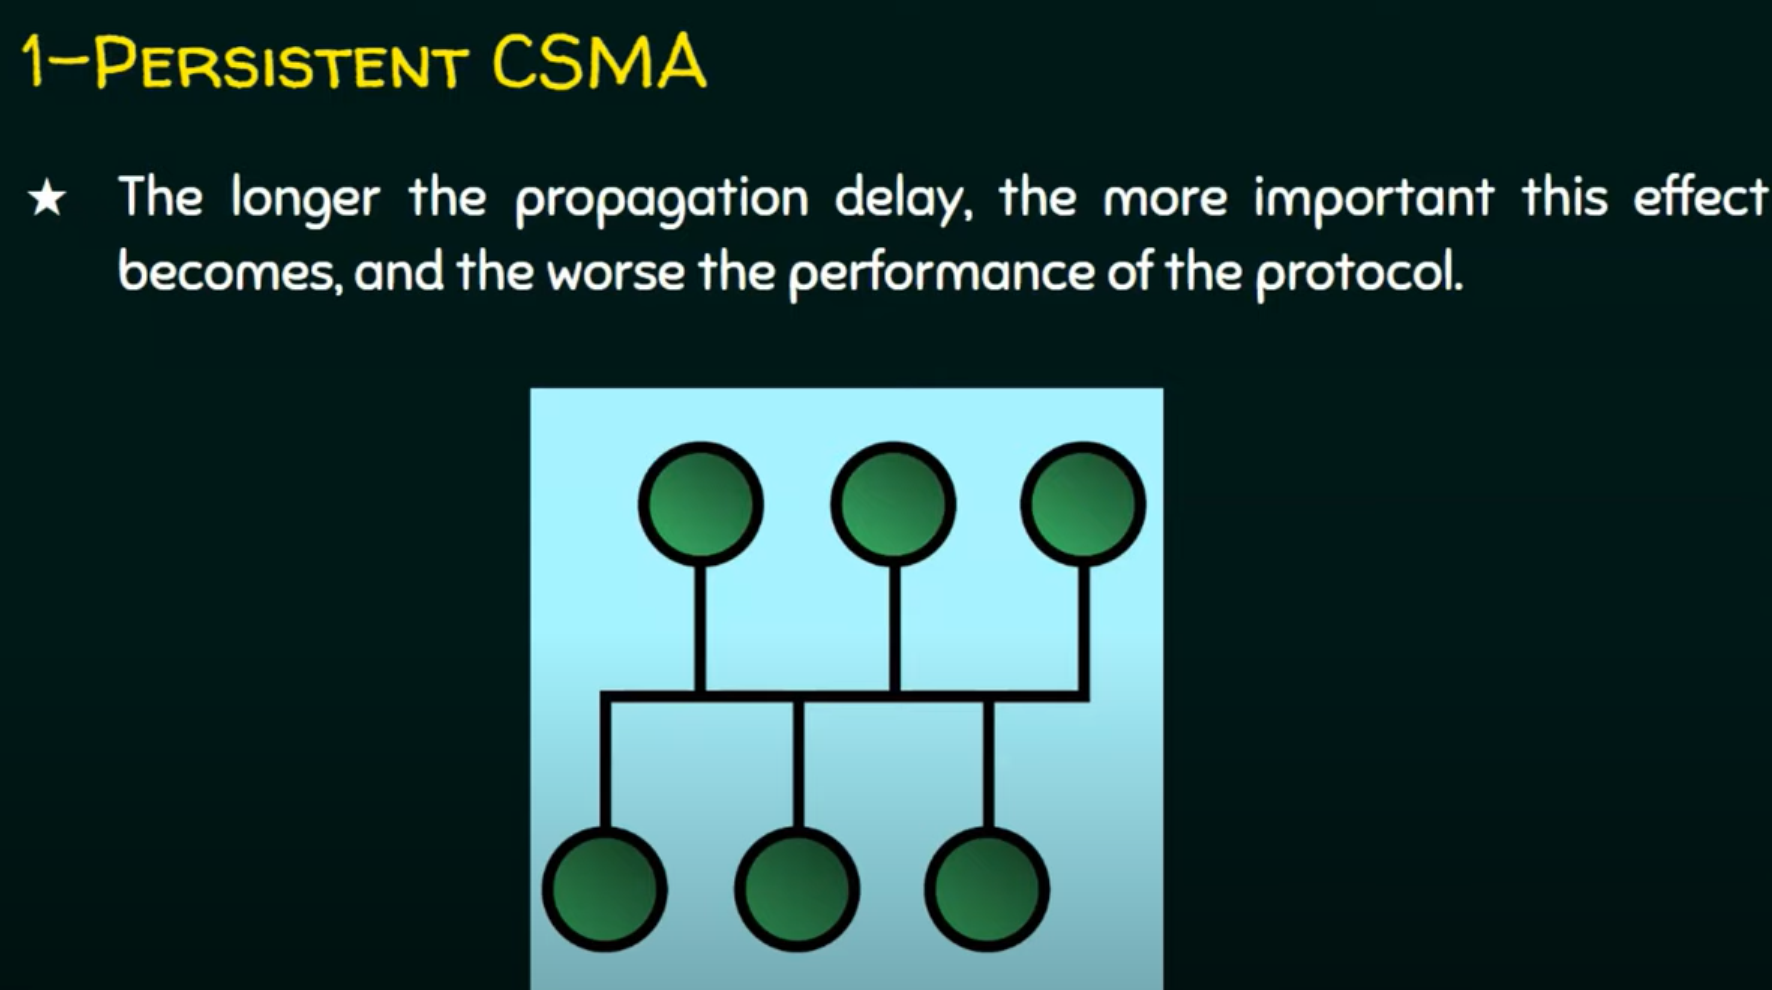 1-Persistent CSMA
★ The longer the propagation delay, the more important this effect
becomes, and the worse the performance of the protocol.